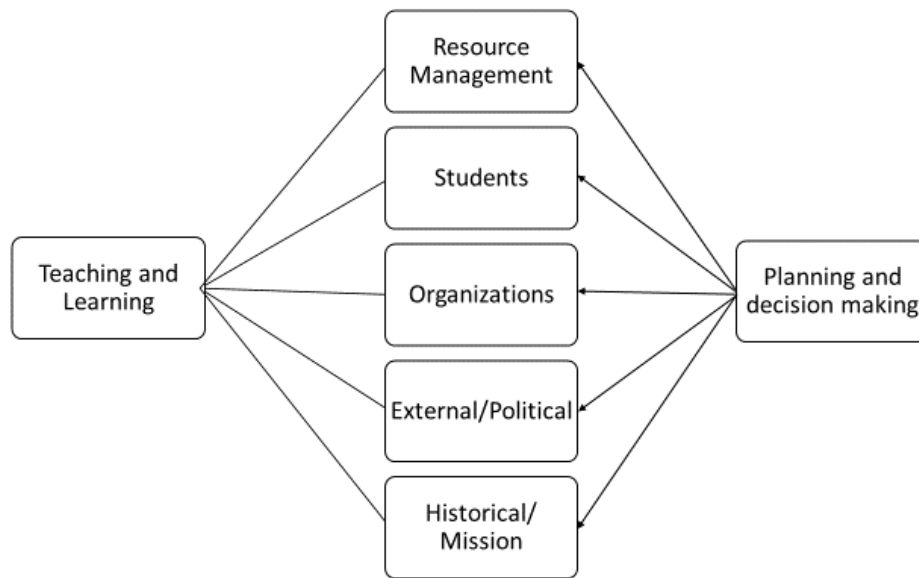 Resource
Management
Students
Teaching and
Learning
Organizations
Planning and
decision making
External/Political
Historical/
Mission